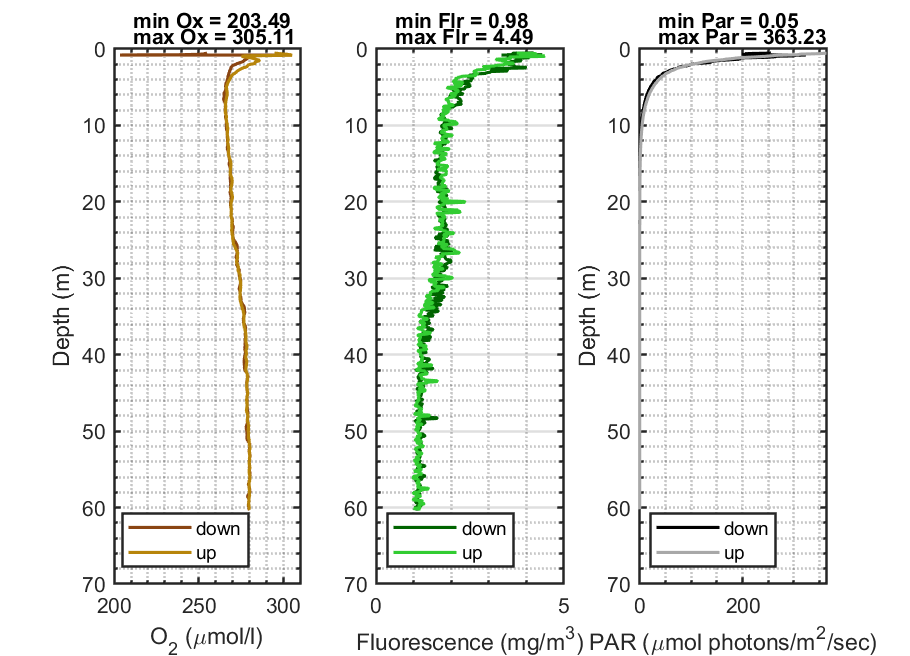 min Ox = 203.49
max Ox = 305.11
0
10
20
30
40
50
60
70
200
250
300
Depth (m)
O2 (μmol/l)
down
up
min Flr = 0.98
max Flr = 4.49
0
10
20
30
40
50
60
70
0
5
Fluorescence (mg/m³)
down
up
min Par = 0.05
max Par = 363.23
0
10
20
30
40
50
60
70
0
200
Depth (m)
PAR (μmol photons/m²/sec)
down
up